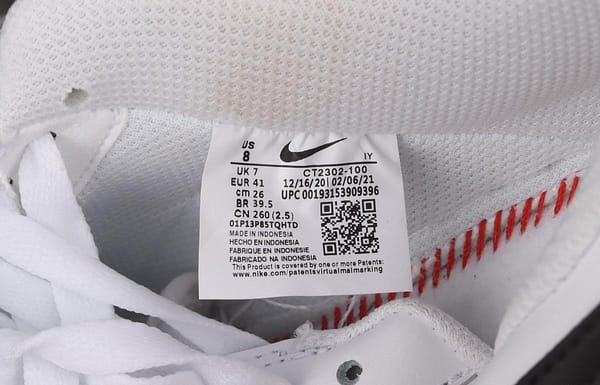 US
8
IY
UK 7
EUR 41
cm 26
BR 39.5
CN 260 (2.5)
CT2302-100
12/16/20 02/06/21
UPC 00193153909396
01P13P85TQHTD
MADE IN INDONESIA
HECHO EN INDONESIA
FABRIQUE EN INDONESIE
FABRICADO NA INDONESIA
This Product is covered by one or more Patents:
www.nike.com/patentsvirtualmalmarking